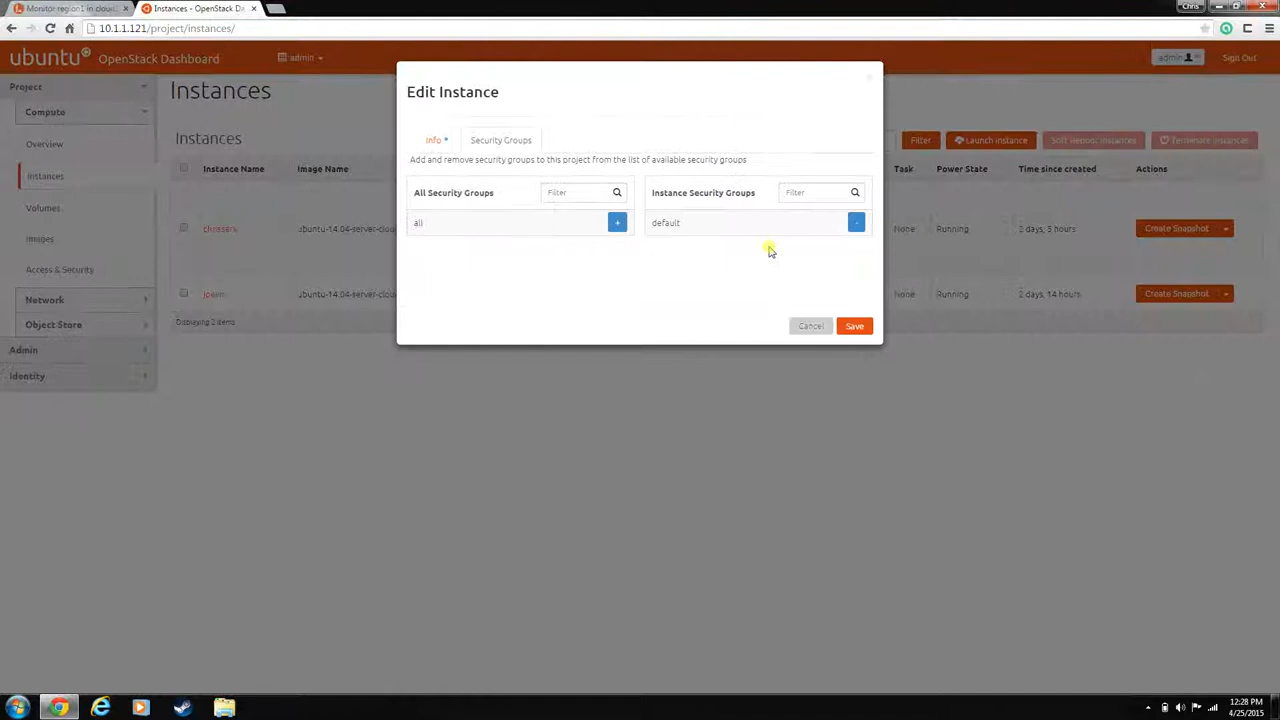 Chris
Monitor region1 in cloud
Instances - OpenStack Da
10.1.1.121/project/instances/
ubuntu OpenStack Dashboard
admin
admin
Sign Out
Project
Compute
Overview
Instances
Volumes
Images
Access & Security
Network
Object Store
Admin
Identity
Instances
Instances
Filter
Launch Instance
Soft Reboot Instances
Terminate Instances
Instance Name
Image Name
Task
Power State
Time since created
Actions
ubuntu-14.04-server-clou
None
Running
2 days, 5 hours
Create Snapshot
ubuntu-14.04-server-clou
None
Running
2 days, 14 hours
Create Snapshot
Displaying 2 items
Edit Instance
Info *
Security Groups
Add and remove security groups to this project from the list of available security groups
All Security Groups
Filter
Instance Security Groups
Filter
all
+
default
-
Cancel
Save
12:28 PM
4/25/2015